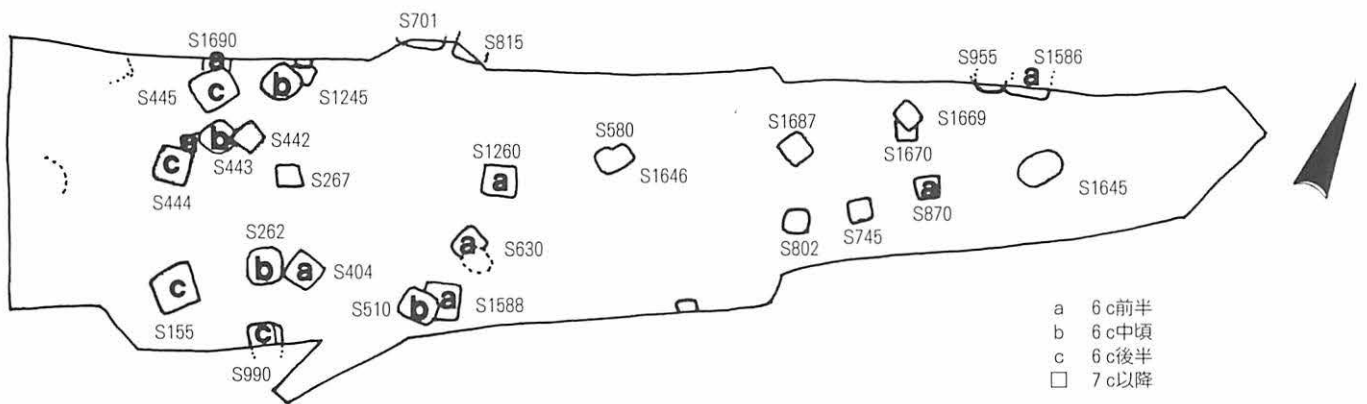 S701
S1690
S815
a
S955
S1586
a
S445
c
b
S1245
S1669
a
b
S442
S580
S1687
S1260
c
S443
S1670
S267
a
S1646
S1645
S444
a
S870
S262
a
S630
S802
S745
b
a
S404
c
S510
b
a
S1588
S155
c
S990
a 6c前半
b 6c中頃
c 6c後半
□ 7c以降